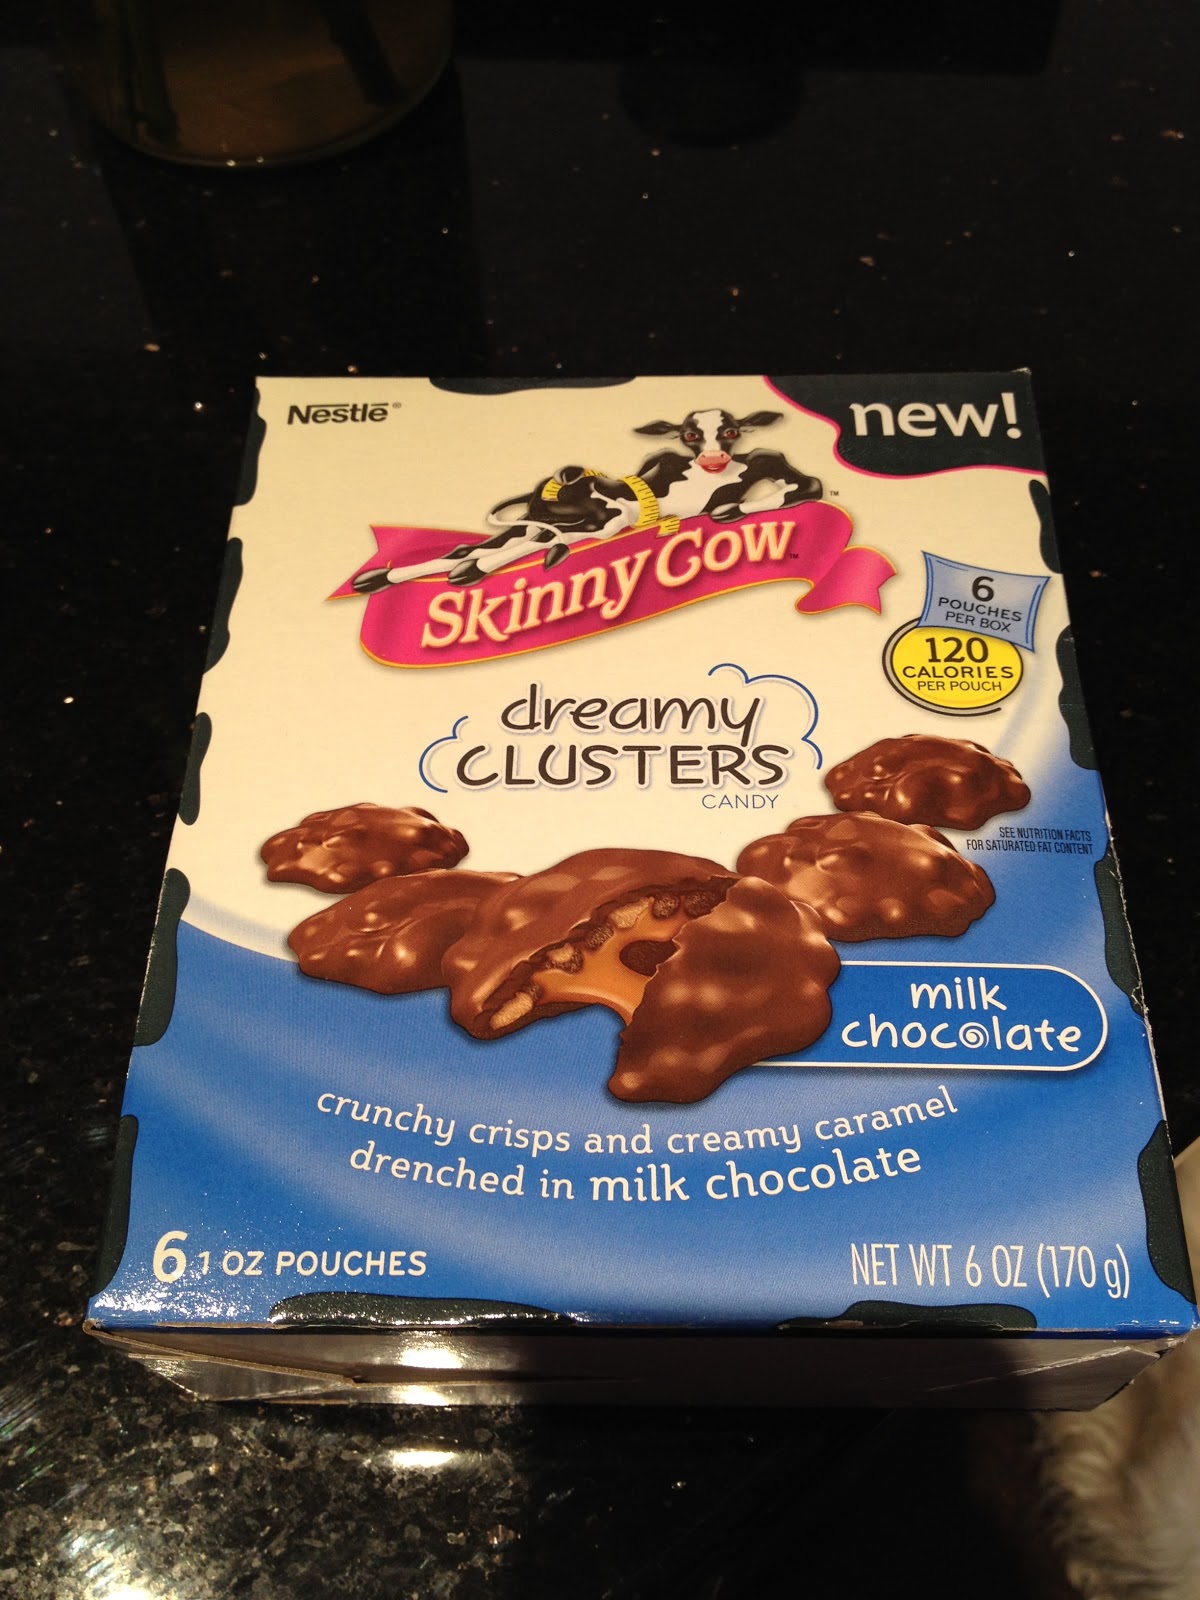 Nestlé®
new!
Skinny Cow™
™
6
POUCHES
PER BOX
120
CALORIES
PER POUCH
dreamy
CLUSTERS
CANDY
SEE NUTRITION FACTS
FOR SATURATED FAT CONTENT
milk
chocolate
crunchy crisps and creamy caramel
drenched in milk chocolate
6 1 OZ POUCHES
NET WT 6 OZ (170 g)